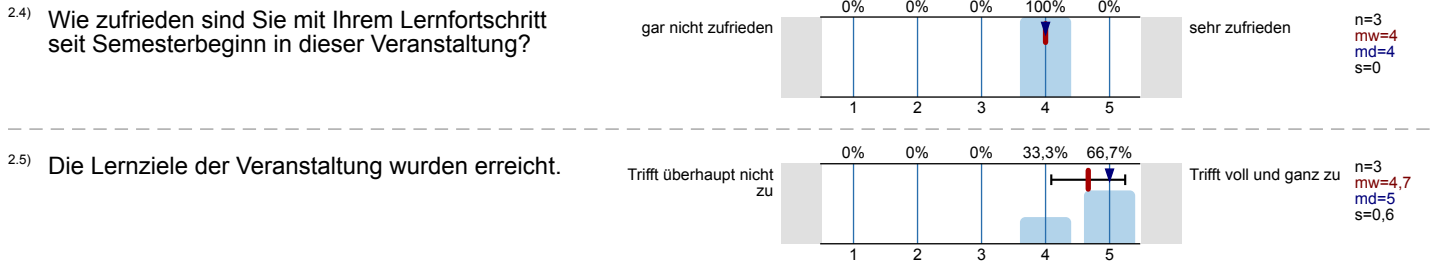 2.4) Wie zufrieden sind Sie mit Ihrem Lernfortschritt
seit Semesterbeginn in dieser Veranstaltung?
gar nicht zufrieden
0% 0% 0% 100% 0%
1 2 3 4 5
sehr zufrieden
n=3
mw=4
md=4
s=0
2.5) Die Lernziele der Veranstaltung wurden erreicht.
Trifft überhaupt nicht
zu
0% 0% 0% 33,3% 66,7%
1 2 3 4 5
Trifft voll und ganz zu
n=3
mw=4,7
md=5
s=0,6